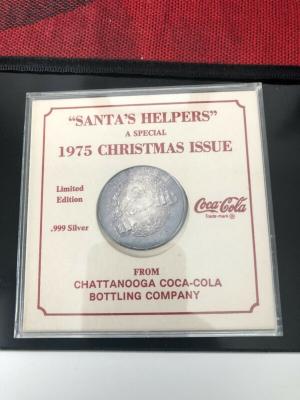 "SANTA'S HELPERS"
A SPECIAL
1975 CHRISTMAS ISSUE
Limited
Edition
.999 Silver
Coca-Cola
Trade-mark ®
FROM
CHATTANOOGA COCA-COLA
BOTTLING COMPANY